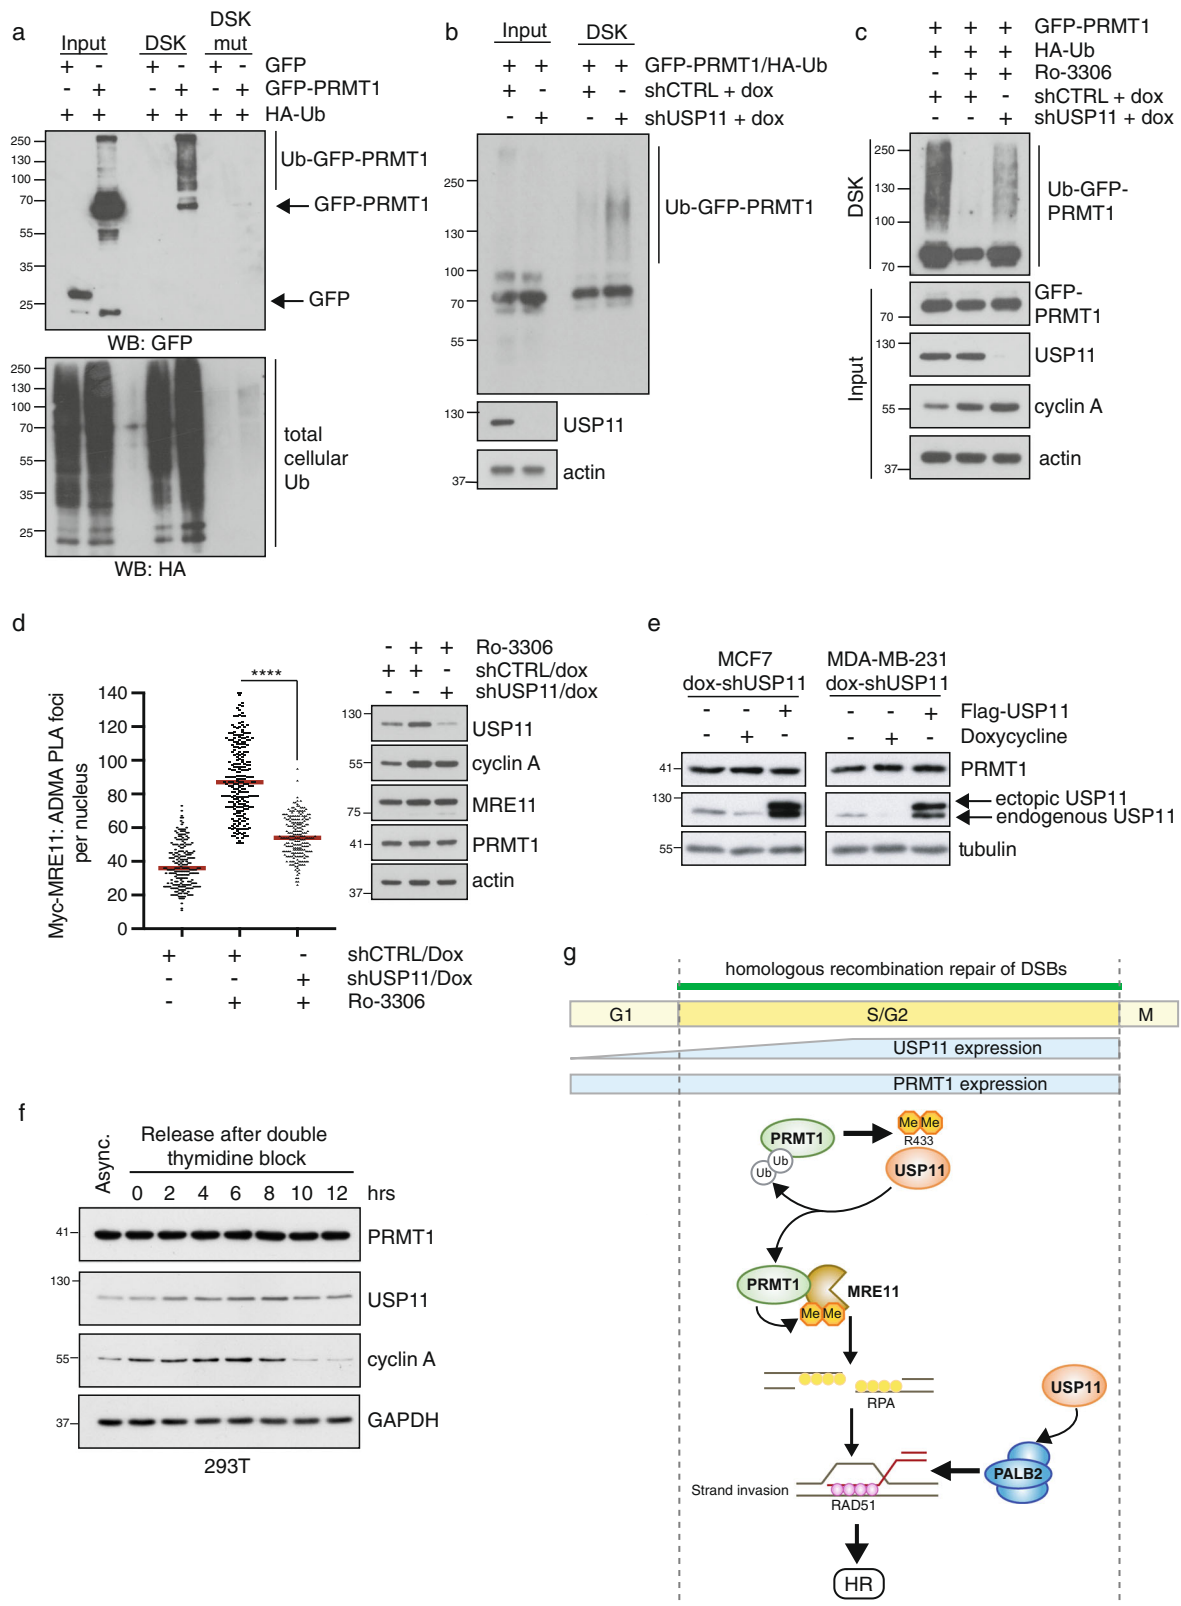 a
Input DSK DSK mut
+ - + - + - GFP
- + - + - + GFP-PRMT1
+ + + + + + HA-Ub
250
130
100
70
55
35
25
Ub-GFP-PRMT1
GFP-PRMT1
GFP
WB: GFP
250
130
100
70
55
35
25
total
cellular
Ub
WB: HA
b
Input DSK
+ + + + GFP-PRMT1/HA-Ub
+ - + - shCTRL + dox
- + - + shUSP11 + dox
250
130
100
70
55
Ub-GFP-PRMT1
130
USP11
37
actin
c
+ + + GFP-PRMT1
+ + + HA-Ub
- + + Ro-3306
+ + - shCTRL + dox
- - + shUSP11 + dox
DSK
250
130
100
70
Ub-GFP-
PRMT1
Input
70
GFP-
PRMT1
130
USP11
55
cyclin A
37
actin
d
Myc-MRE11: ADMA PLA foci
per nucleus
140
120
100
80
60
40
20
0
****
+ + - shCTRL/Dox
- - + shUSP11/Dox
- + + Ro-3306
- + + Ro-3306
+ + - shCTRL/dox
- - + shUSP11/dox
130
USP11
55
cyclin A
75
MRE11
41
PRMT1
37
actin
e
MCF7 MDA-MB-231
dox-shUSP11 dox-shUSP11
- - + - - + Flag-USP11
- + - - + - Doxycycline
41 PRMT1
130 ectopic USP11
endogenous USP11
55 tubulin
f
Async.
Release after double
thymidine block
0 2 4 6 8 10 12 hrs
41 PRMT1
130
USP11
55 cyclin A
37 GAPDH
293T
g
homologous recombination repair of DSBs
G1 S/G2 M
USP11 expression
PRMT1 expression
PRMT1 Me Me
R433
Ub
Ub
USP11
PRMT1 MRE11
Me Me
RPA
USP11
PALB2
Strand invasion
RAD51
HR